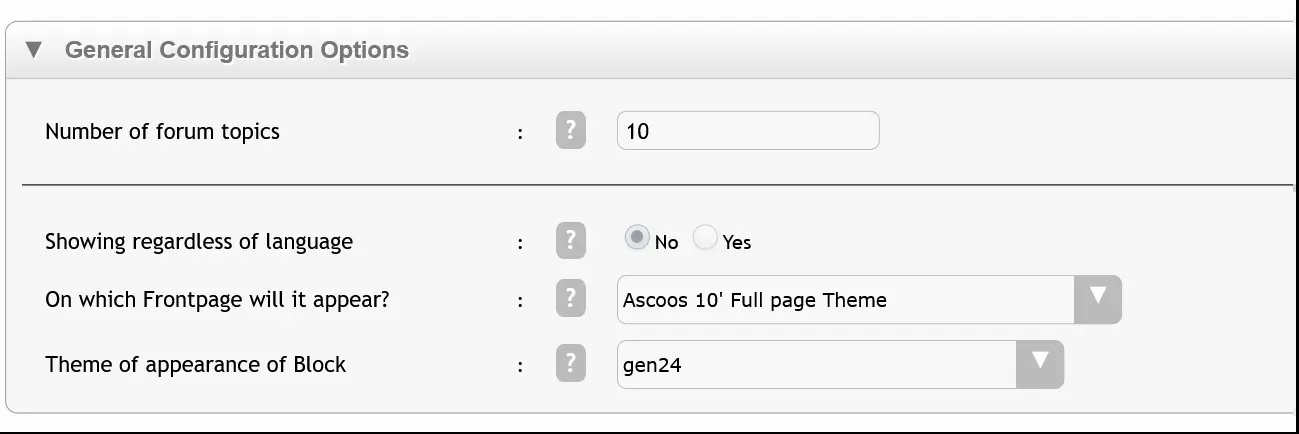 ▼ General Configuration Options
Number of forum topics : ? 10
Showing regardless of language : ? No Yes
On which Frontpage will it appear? : ? Ascoos 10' Full page Theme ▼
Theme of appearance of Block : ? gen24 ▼